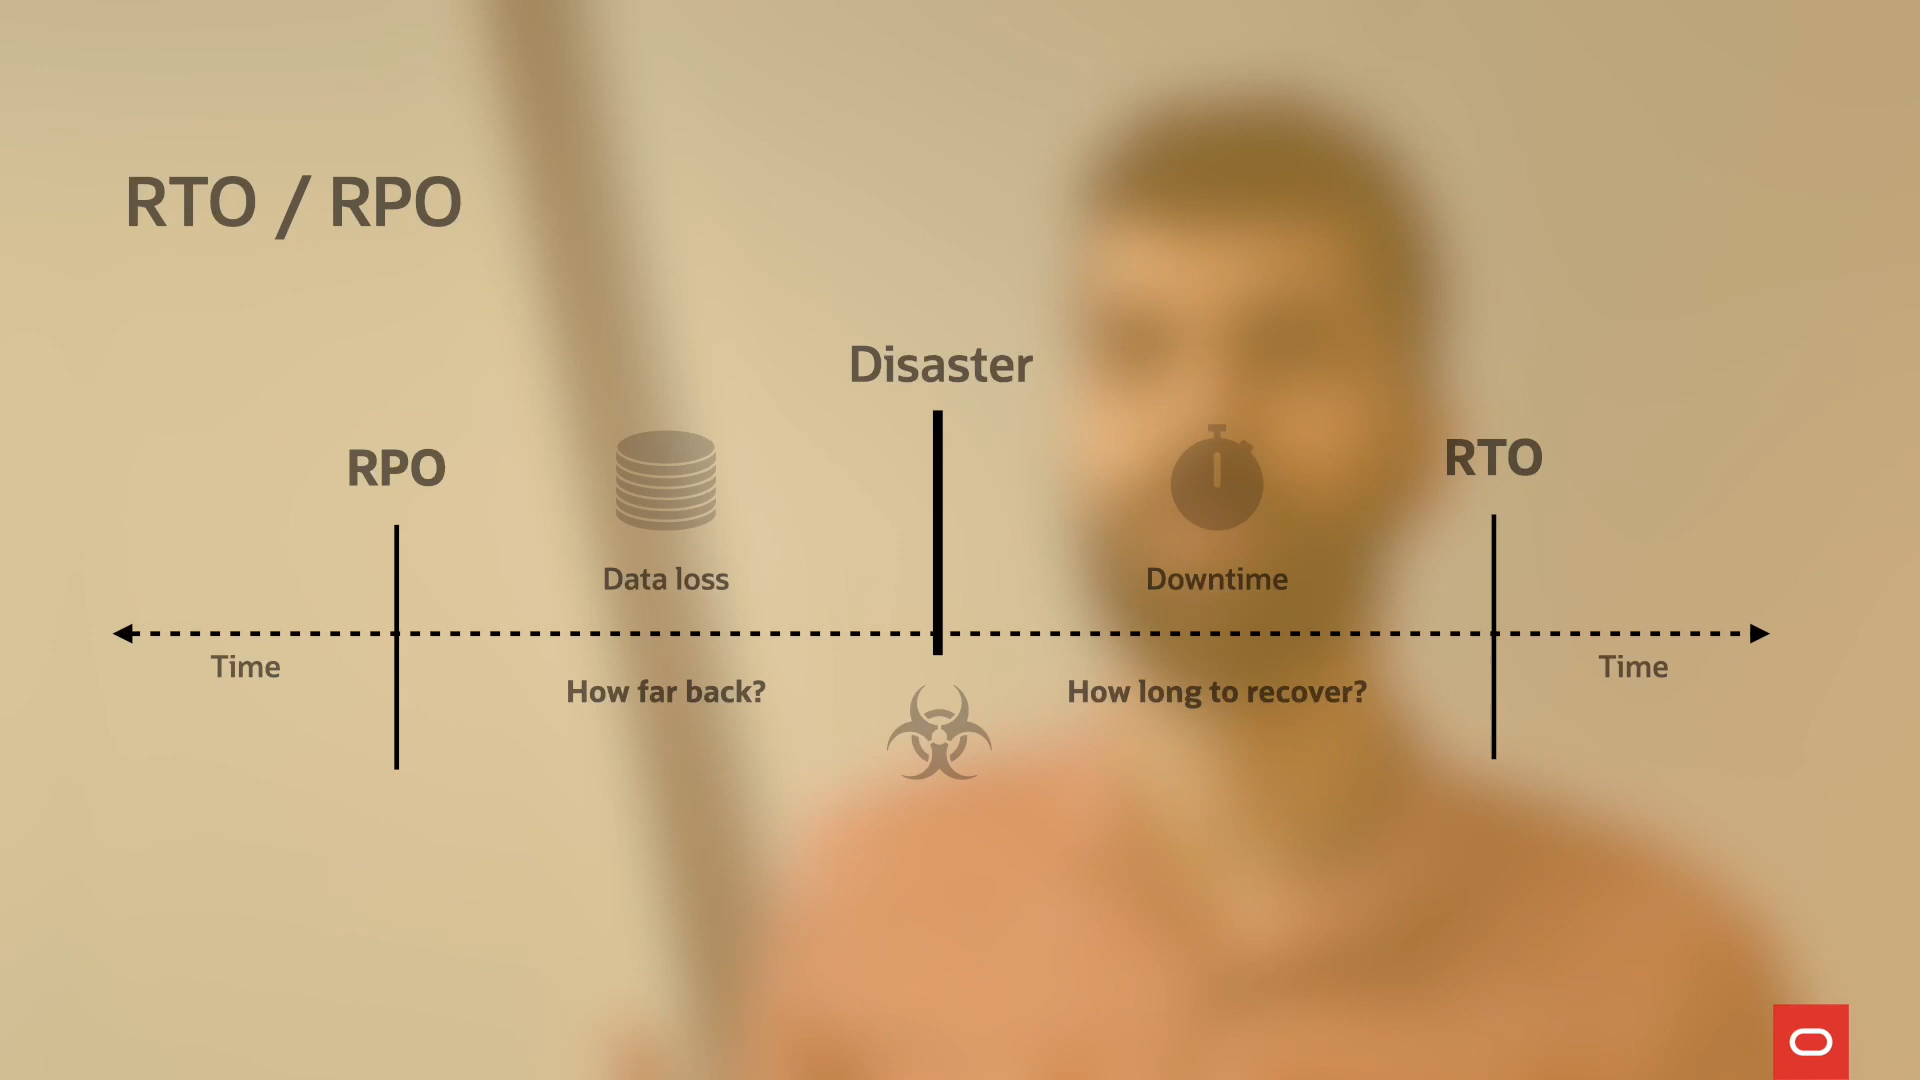 RTO / RPO
Disaster
RPO
RTO
Data loss
Downtime
Time
Time
How far back?
How long to recover?